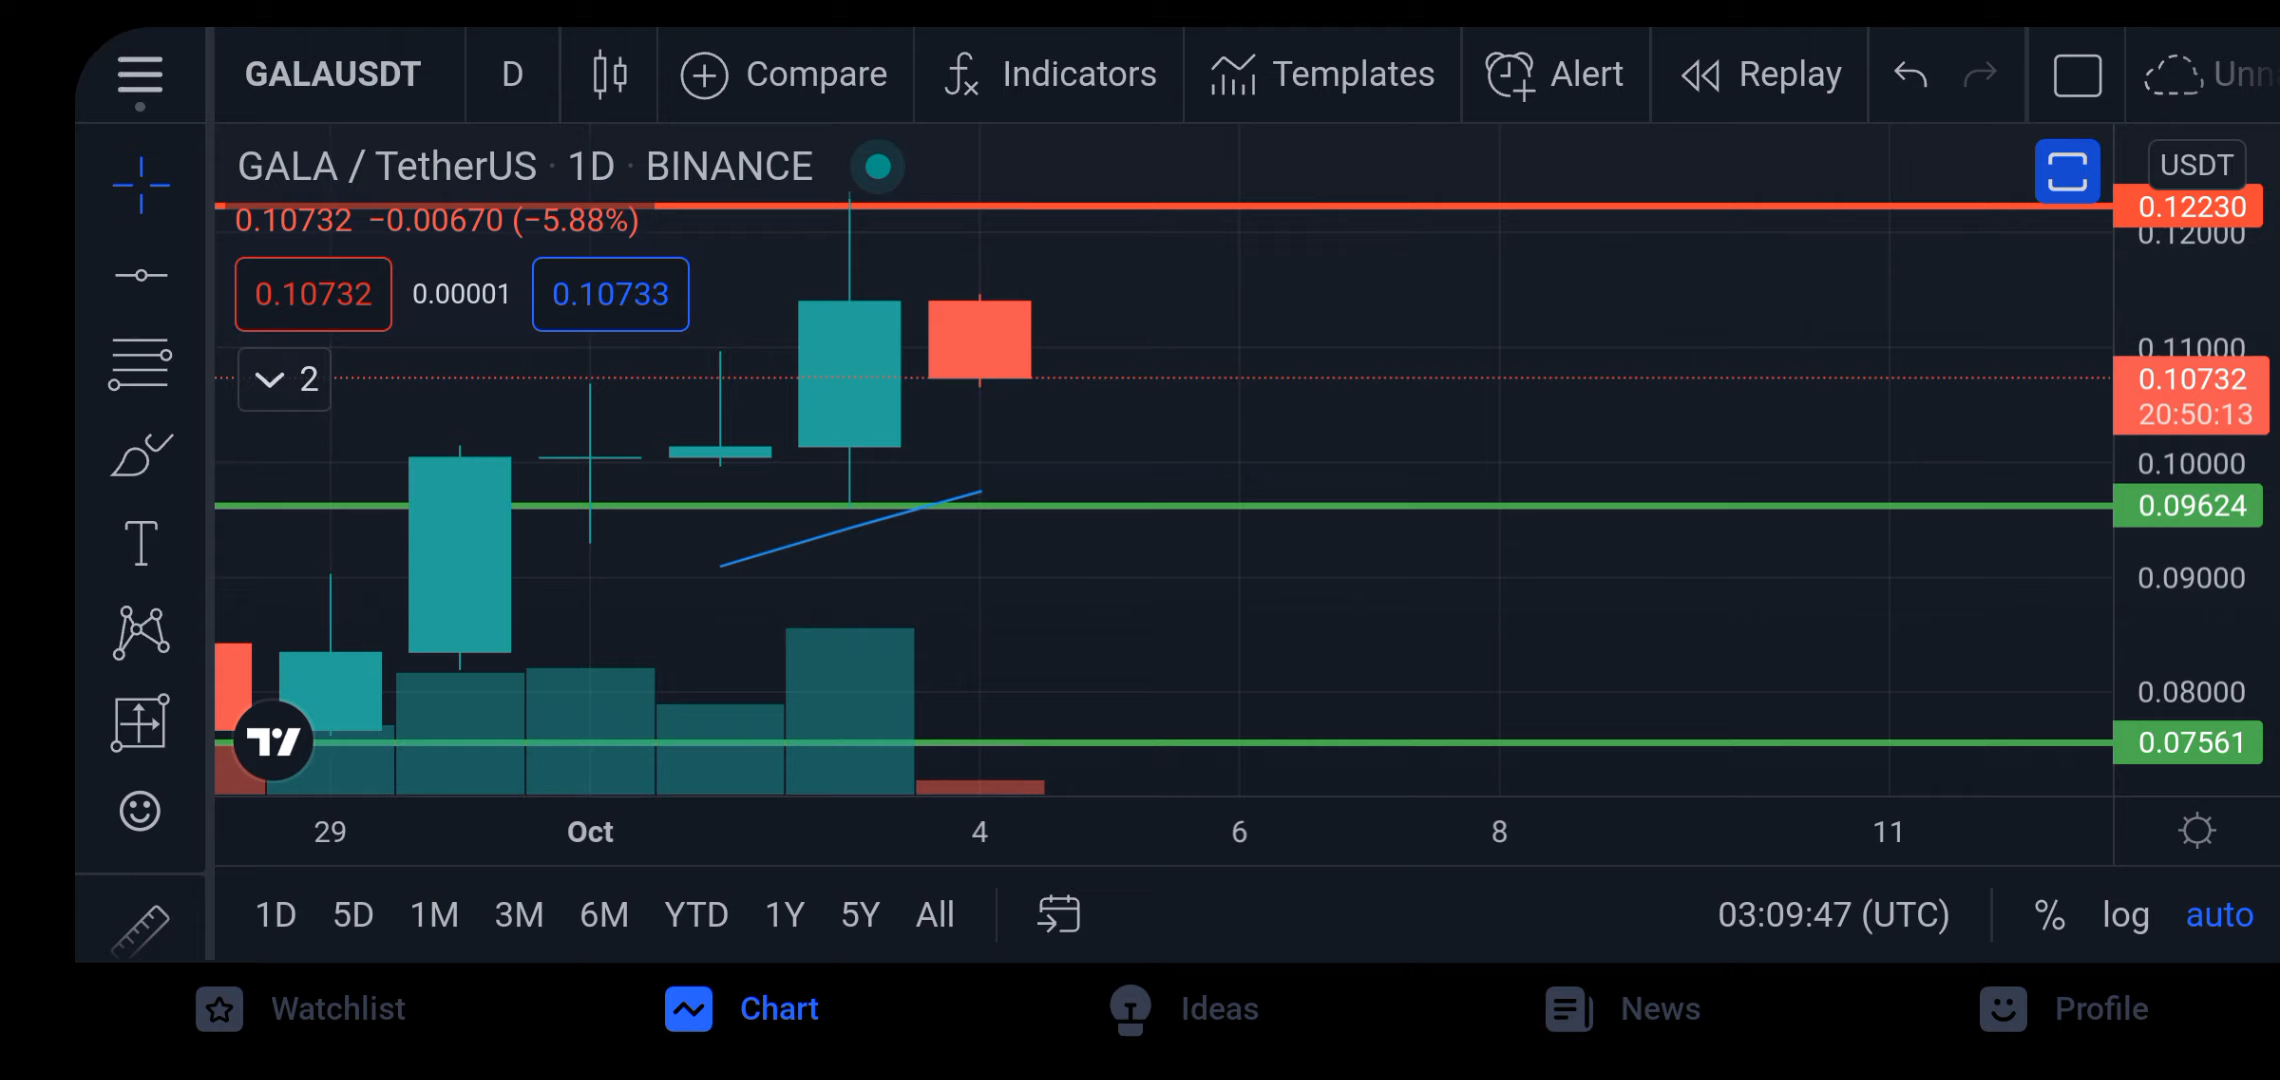 GALAUSDT D Compare Indicators Templates Alert Replay
GALA / TetherUS · 1D · BINANCE
USDT
0.12230
0.10732 −0.00670 (−5.88%)
0.12000
0.10732 0.00001 0.10733
0.11000
2
0.10732
20:50:13
0.10000
0.09624
0.09000
0.08000
0.07561
29 Oct 4 6 8 11
1D 5D 1M 3M 6M YTD 1Y 5Y All 03:09:47 (UTC) % log auto
Watchlist Chart Ideas News Profile